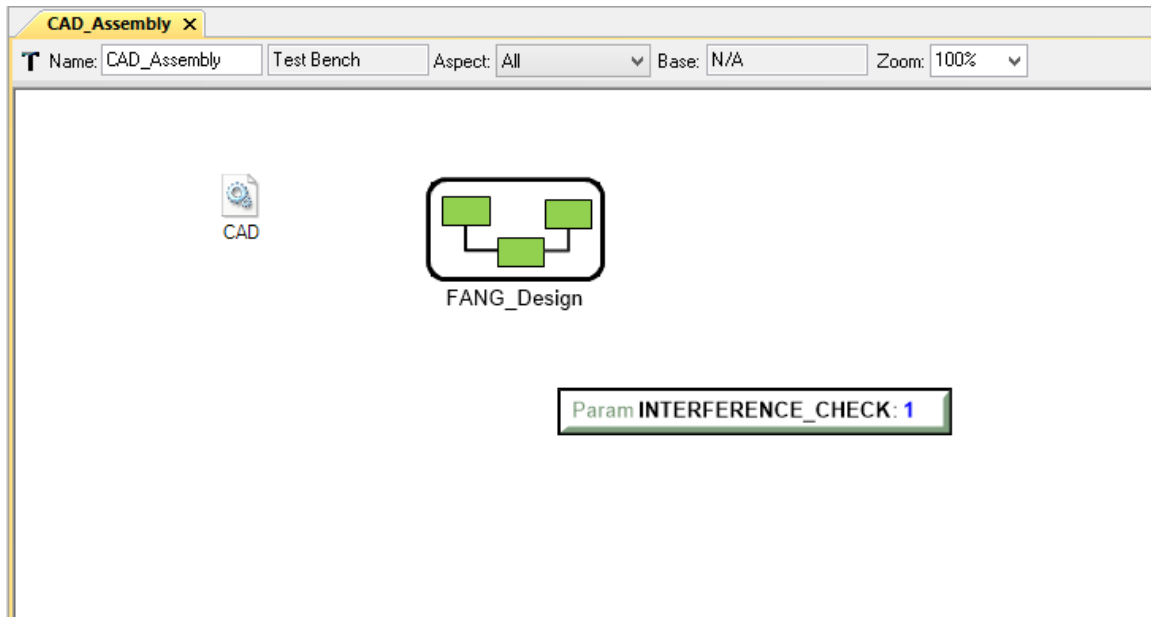 CAD_Assembly X
T Name: CAD_Assembly Test Bench Aspect: All Base: N/A Zoom: 100%
CAD
FANG_Design
Param INTERFERENCE_CHECK: 1